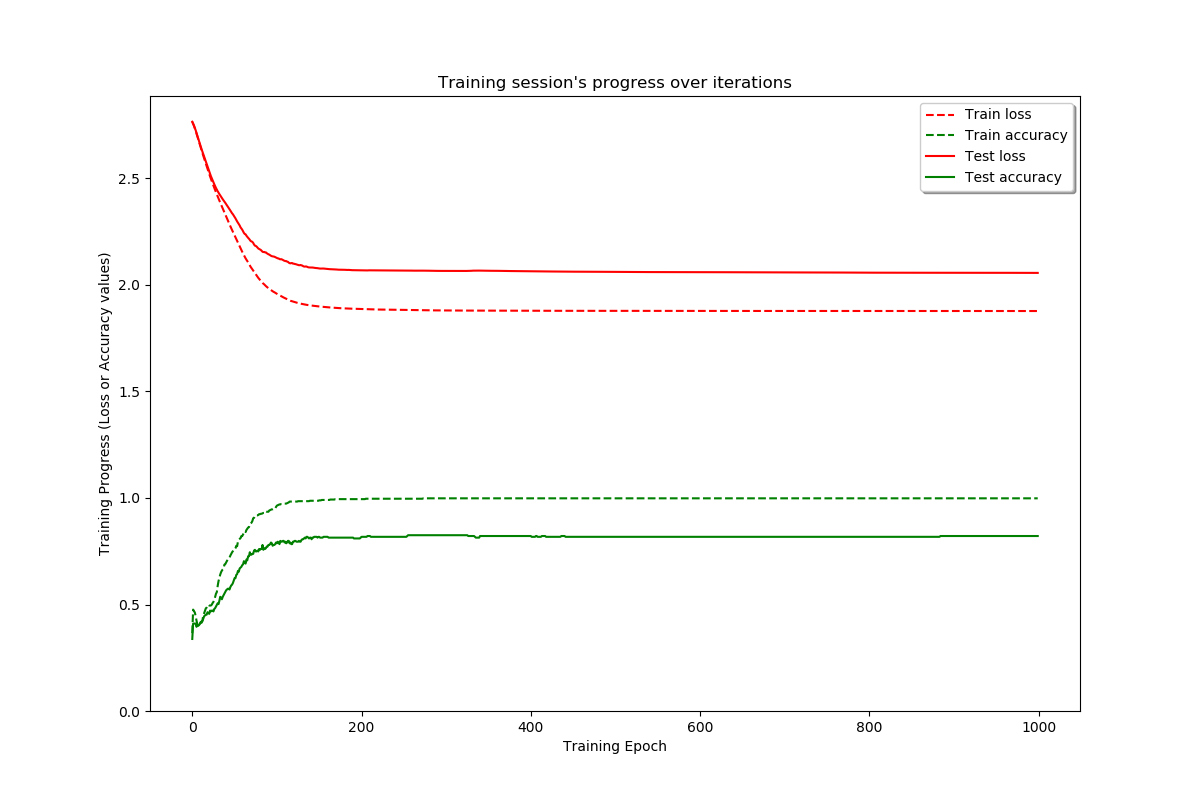 Training session's progress over iterations
Train loss
Train accuracy
Test loss
Test accuracy
Training Progress (Loss or Accuracy values)
2.5
2.0
1.5
1.0
0.5
0.0
0 200 400 600 800 1000
Training Epoch